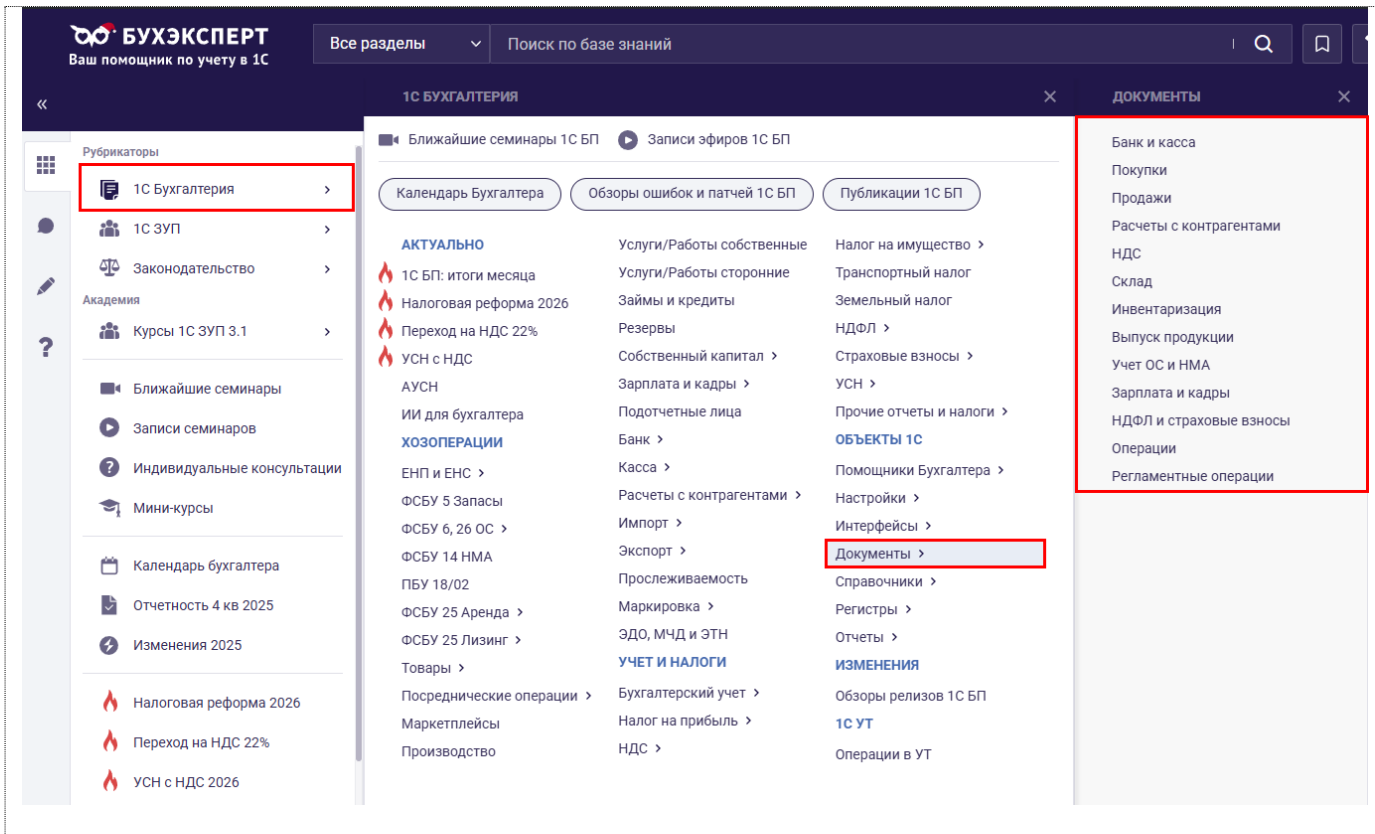 БУХЭКСПЕРТ
Ваш помощник по учету в 1С
Все разделы
Поиск по базе знаний
1С БУХГАЛТЕРИЯ
ДОКУМЕНТЫ
Рубрикаторы
1С Бухгалтерия
1С ЗУП
Законодательство
Академия
Курсы 1С ЗУП 3.1
Ближайшие семинары
Записи семинаров
Индивидуальные консультации
Мини-курсы
Календарь бухгалтера
Отчетность 4 кв 2025
Изменения 2025
Налоговая реформа 2026
Переход на НДС 22%
УСН с НДС 2026
Ближайшие семинары 1С БП
Записи эфиров 1С БП
Календарь Бухгалтера
Обзоры ошибок и патчей 1С БП
Публикации 1С БП
АКТУАЛЬНО
1С БП: итоги месяца
Налоговая реформа 2026
Переход на НДС 22%
УСН с НДС
АУСН
ИИ для бухгалтера
ХОЗОПЕРАЦИИ
ЕНП и ЕНС
ФСБУ 5 Запасы
ФСБУ 6, 26 ОС
ФСБУ 14 НМА
ПБУ 18/02
ФСБУ 25 Аренда
ФСБУ 25 Лизинг
Товары
Посреднические операции
Маркетплейсы
Производство
Услуги/Работы собственные
Услуги/Работы сторонние
Займы и кредиты
Резервы
Собственный капитал
Зарплата и кадры
Подотчетные лица
Банк
Касса
Расчеты с контрагентами
Импорт
Экспорт
Прослеживаемость
Маркировка
ЭДО, МЧД и ЭТН
УЧЕТ И НАЛОГИ
Бухгалтерский учет
Налог на прибыль
НДС
Налог на имущество
Транспортный налог
Земельный налог
НДФЛ
Страховые взносы
УСН
Прочие отчеты и налоги
ОБЪЕКТЫ 1С
Помощники Бухгалтера
Настройки
Интерфейсы
Документы
Справочники
Регистры
Отчеты
ИЗМЕНЕНИЯ
Обзоры релизов 1С БП
1С УТ
Операции в УТ
Банк и касса
Покупки
Продажи
Расчеты с контрагентами
НДС
Склад
Инвентаризация
Выпуск продукции
Учет ОС и НМА
Зарплата и кадры
НДФЛ и страховые взносы
Операции
Регламентные операции